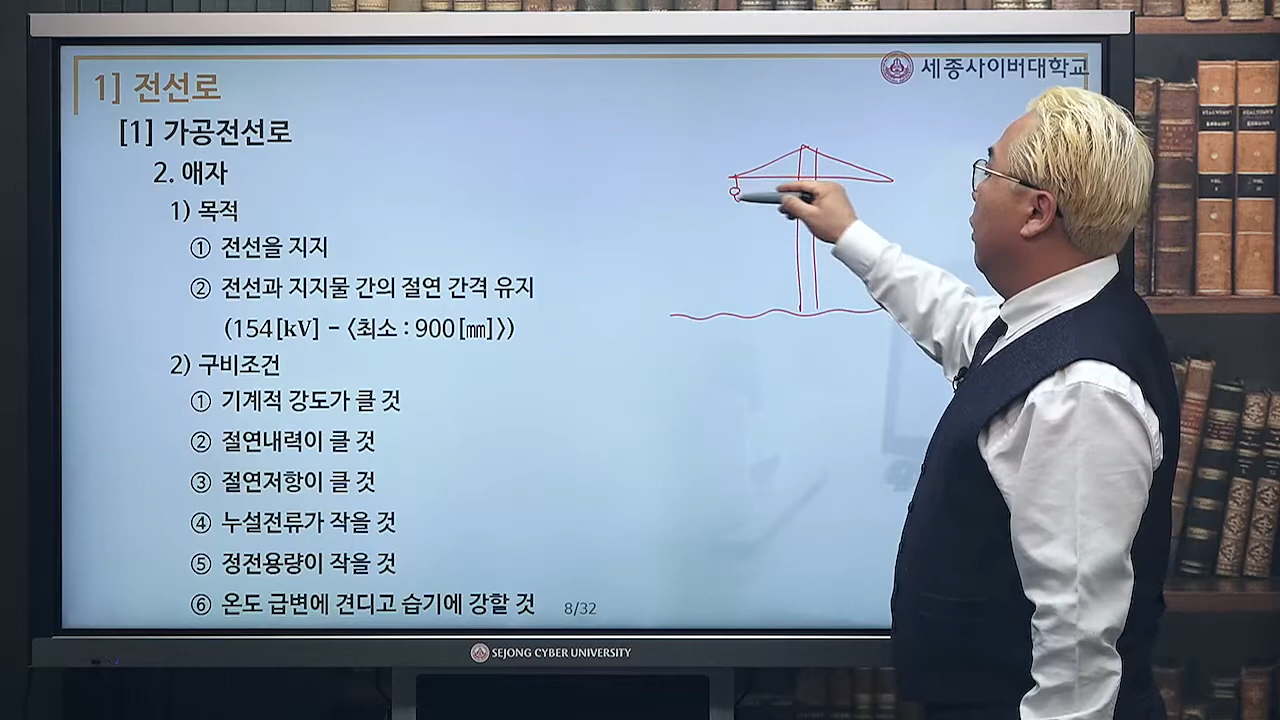 1] 전선로
세종사이버대학교
[1] 가공전선로
2. 애자
1) 목적
① 전선을 지지
② 전선과 지지물 간의 절연 간격 유지
(154[kV] - <최소 : 900[㎜]>)
2) 구비조건
① 기계적 강도가 클 것
② 절연내력이 클 것
③ 절연저항이 클 것
④ 누설전류가 작을 것
⑤ 정전용량이 작을 것
⑥ 온도 급변에 견디고 습기에 강할 것
8/32
SEJONG CYBER UNIVERSITY